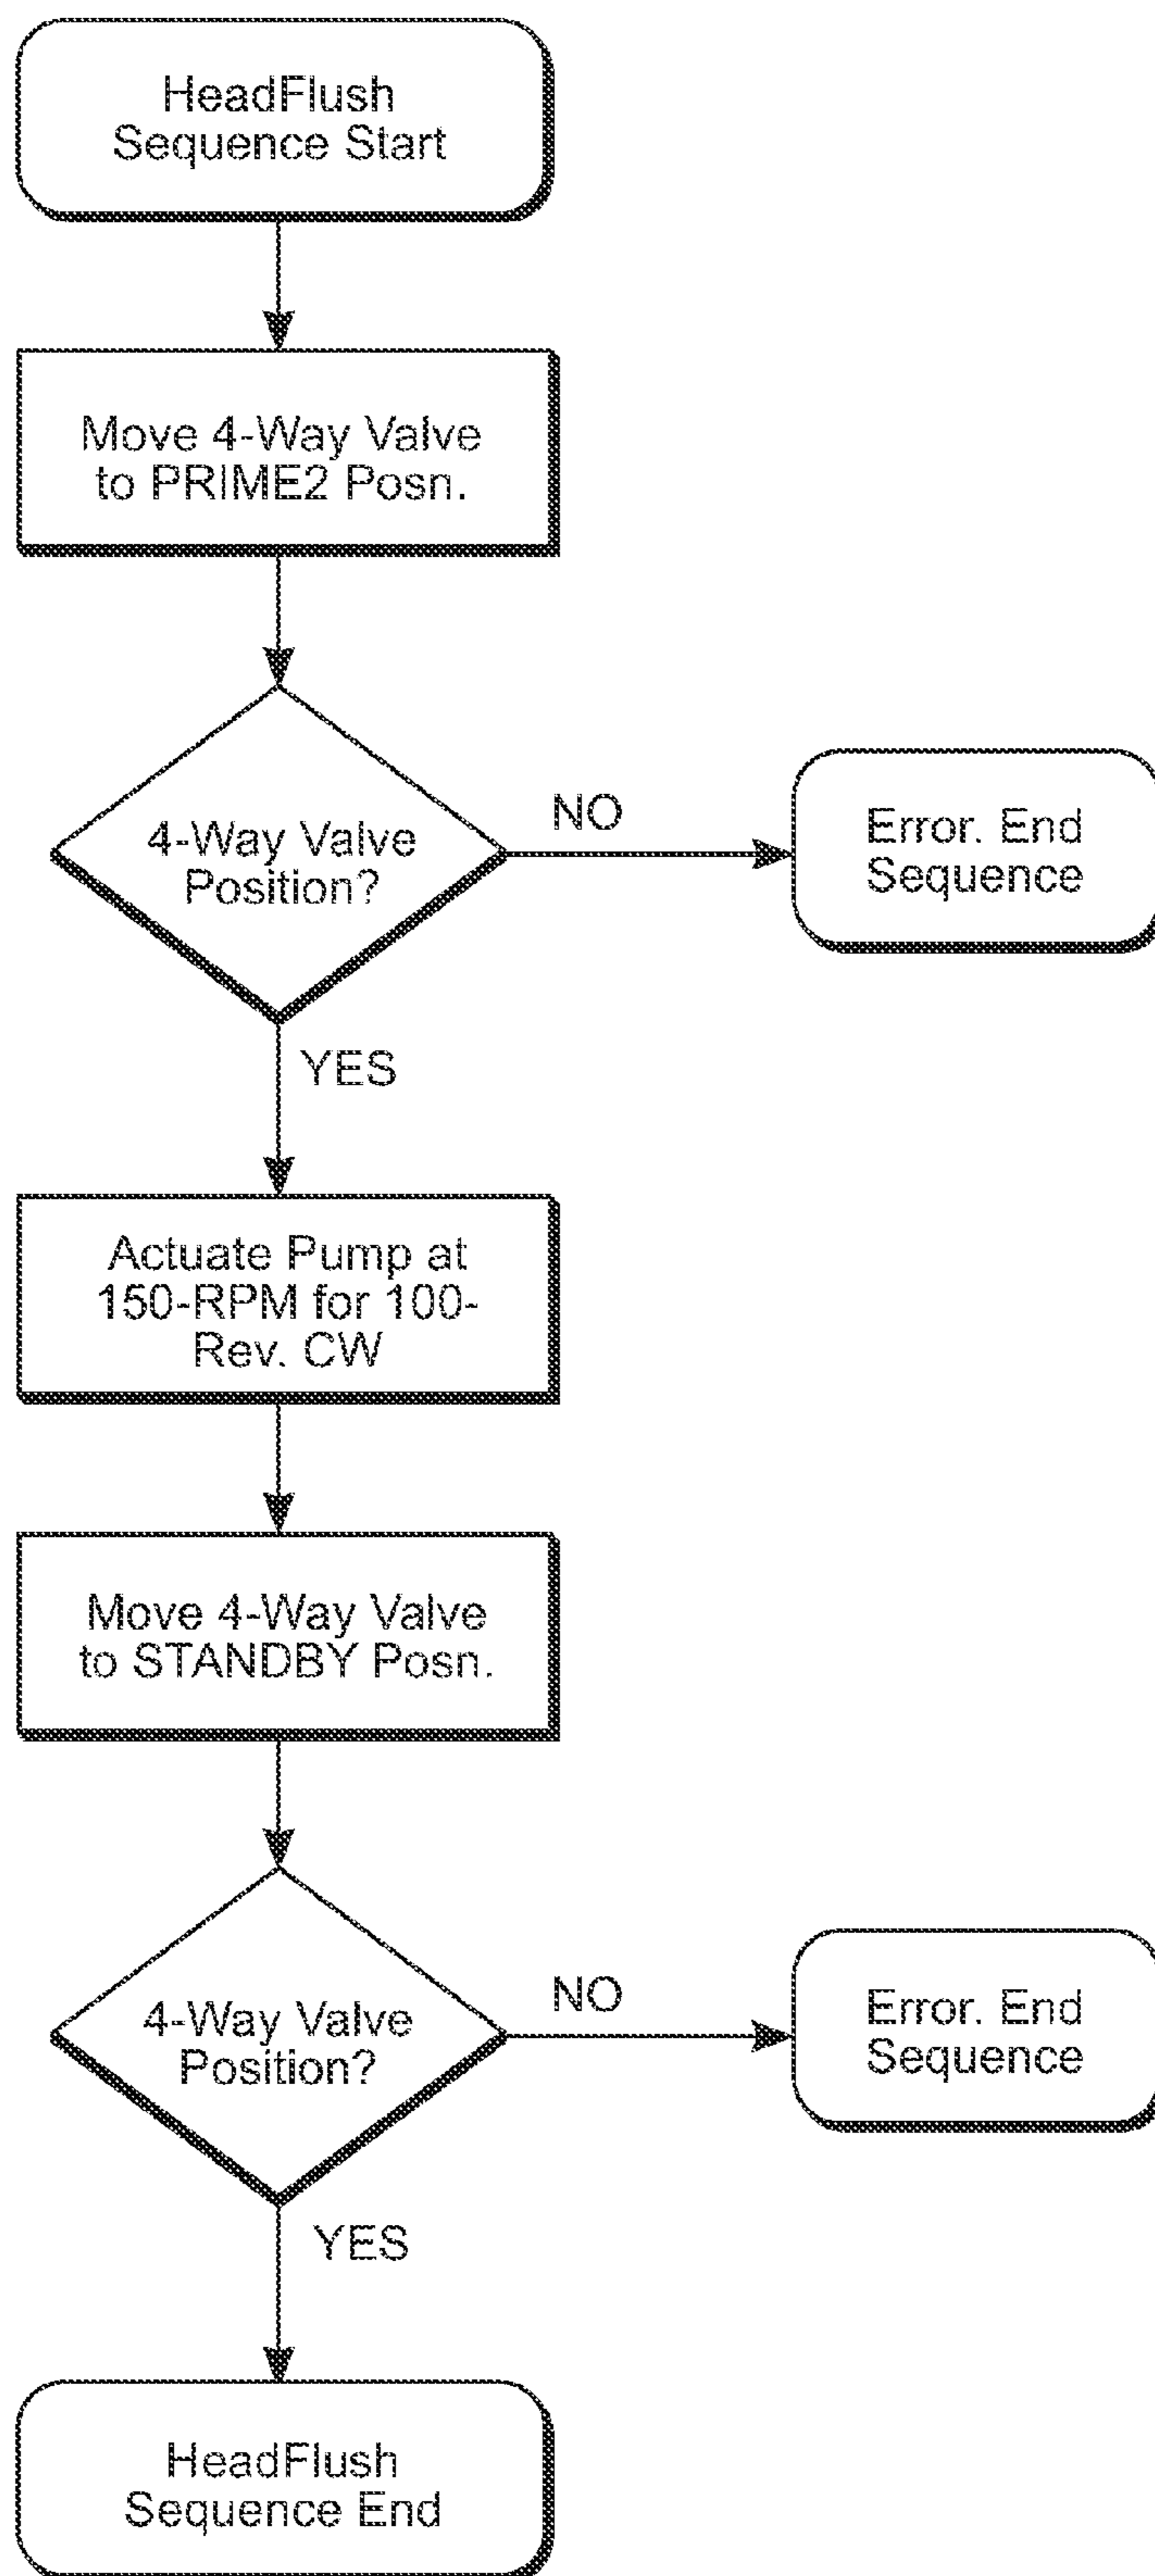 HeadFlush
Sequence Start
Move 4-Way Valve
to PRIME2 Posn.
4-Way Valve
Position?
NO
Error. End
Sequence
YES
Actuate Pump at
150-RPM for 100-
Rev. CW
Move 4-Way Valve
to STANDBY Posn.
4-Way Valve
Position?
NO
Error. End
Sequence
YES
HeadFlush
Sequence End